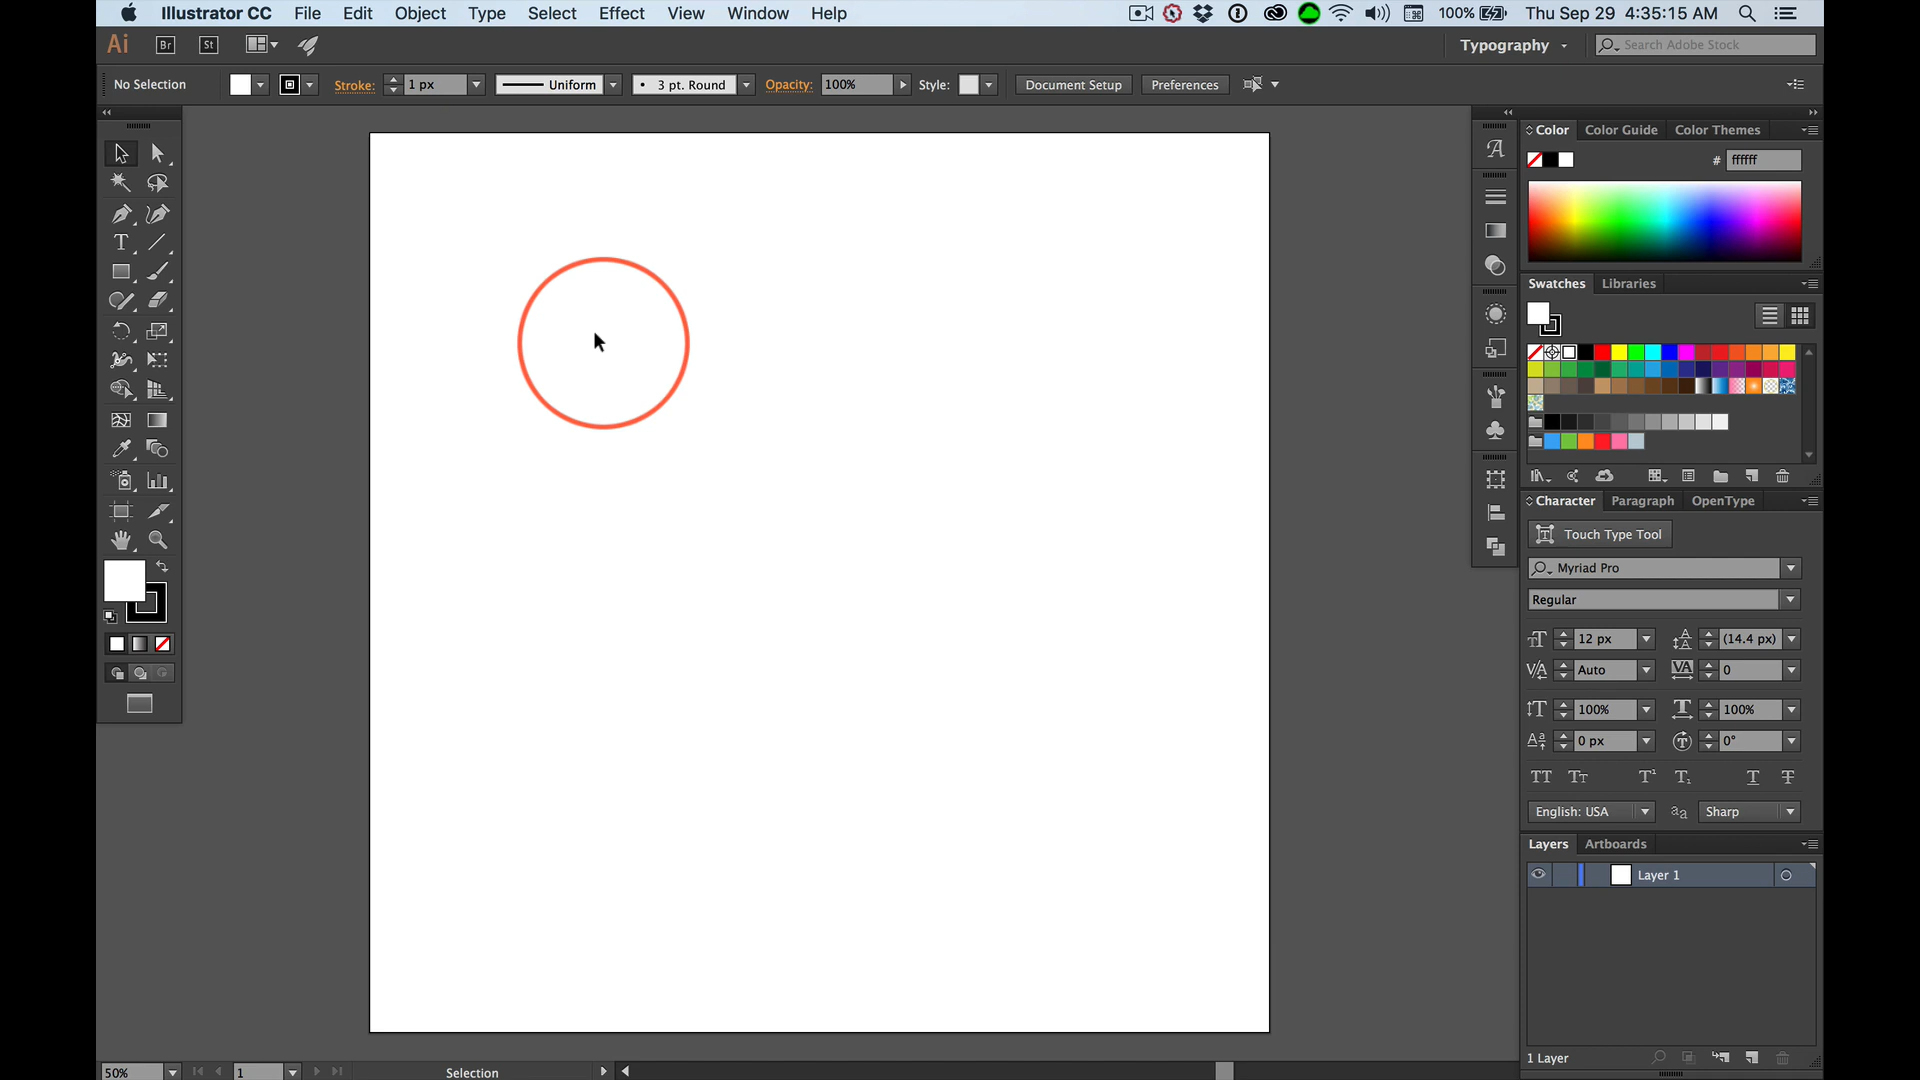 Illustrator CC File Edit Object Type Select Effect View Window Help 100% Thu Sep 29 4:35:15 AM
Ai Br St Typography Search Adobe Stock
No Selection Stroke: 1 px Uniform 3 pt. Round Opacity: 100% Style: Document Setup Preferences
Color Color Guide Color Themes
# ffffff
Swatches Libraries
Character Paragraph OpenType
Touch Type Tool
Myriad Pro
Regular
12 px (14.4 px)
Auto 0
100% 100%
0 px 0°
English: USA Sharp
Layers Artboards
Layer 1
1 Layer
50% 1 Selection